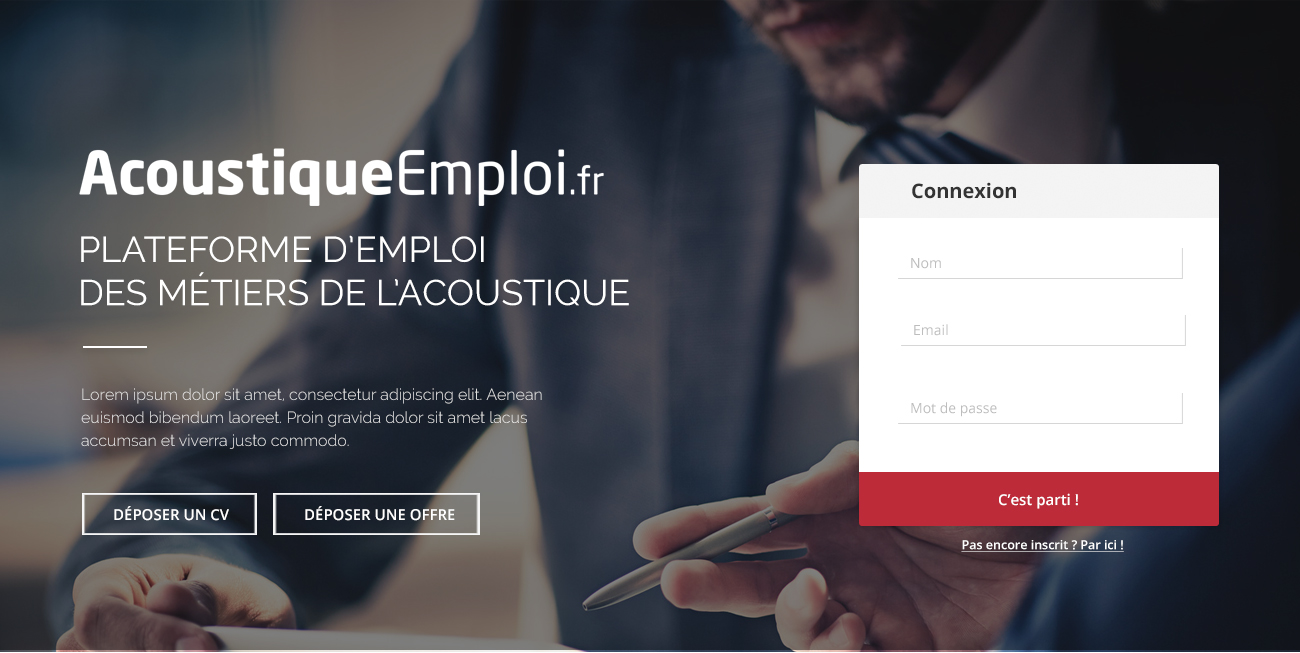 AcoustiqueEmploi.fr
PLATEFORME D'EMPLOI
DES MÉTIERS DE L'ACOUSTIQUE
Lorem ipsum dolor sit amet, consectetur adipiscing elit. Aenean
euismod bibendum laoreet. Proin gravida dolor sit amet lacus
accumsan et viverra justo commodo.
DÉPOSER UN CV
DÉPOSER UNE OFFRE
Connexion
Nom
Email
Mot de passe
C'est parti !
Pas encore inscrit ? Par ici !